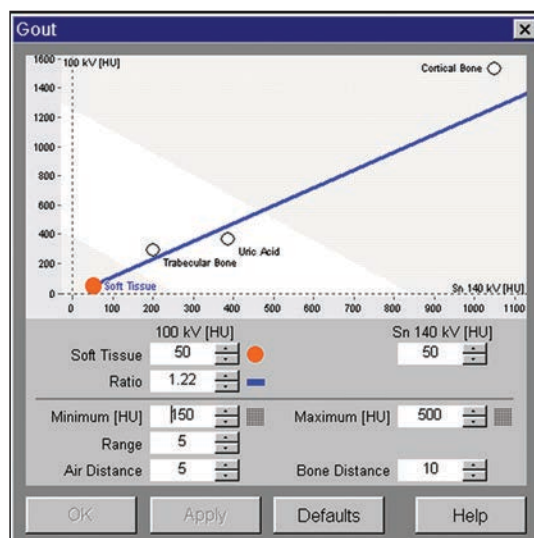 Gout
1600
100 kV [HU]
Cortical Bone
1400
1200
1000
800
600
400
Uric Acid
Trabecular Bone
200
Soft Tissue
Sn 140 kV [HU]
0
0 100 200 300 400 500 600 700 800 900 1000 1100
100 kV [HU] Sn 140 kV [HU]
Soft Tissue 50 50
Ratio 1.22
Minimum [HU] 150 Maximum [HU] 500
Range 5
Air Distance 5 Bone Distance 10
OK Apply Defaults Help